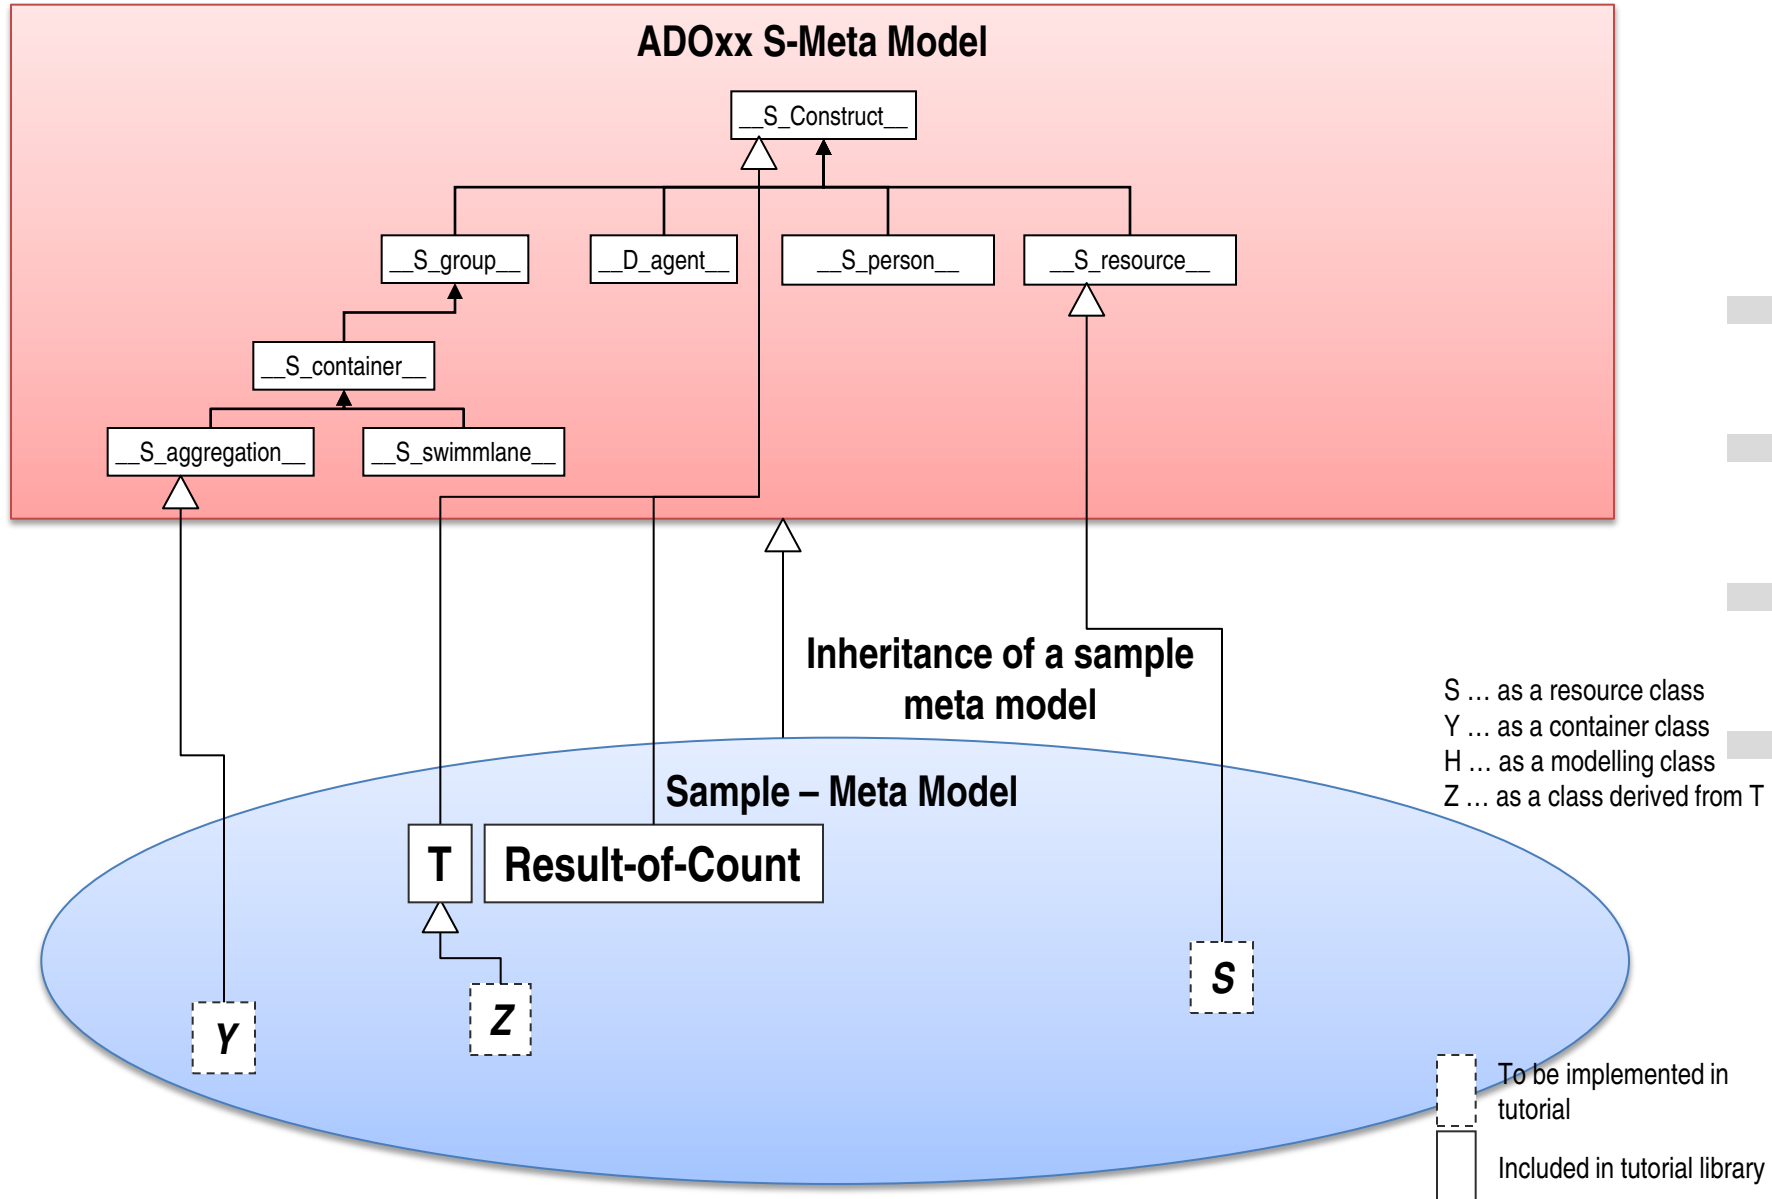 ADOxx S-Meta Model
__S_Construct__
__S_group__
__D_agent__
__S_person__
__S_resource__
__S_container__
__S_aggregation__
__S_swimmlane__
Inheritance of a sample
meta model
S … as a resource class
Y … as a container class
H … as a modelling class
Z … as a class derived from T
Sample – Meta Model
T
Result-of-Count
S
Z
Y
To be implemented in
tutorial
Included in tutorial library